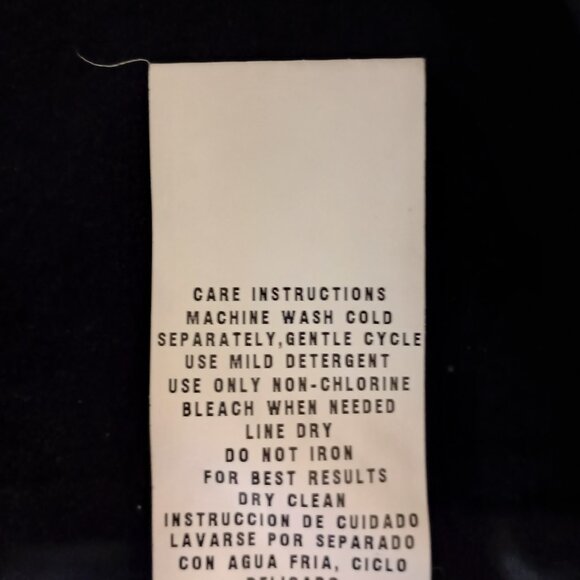 CARE INSTRUCTIONS
MACHINE WASH COLD
SEPARATELY,GENTLE CYCLE
USE MILD DETERGENT
USE ONLY NON-CHLORINE
BLEACH WHEN NEEDED
LINE DRY
DO NOT IRON
FOR BEST RESULTS
DRY CLEAN
INSTRUCCION DE CUIDADO
LAVARSE POR SEPARADO
CON AGUA FRIA, CICLO